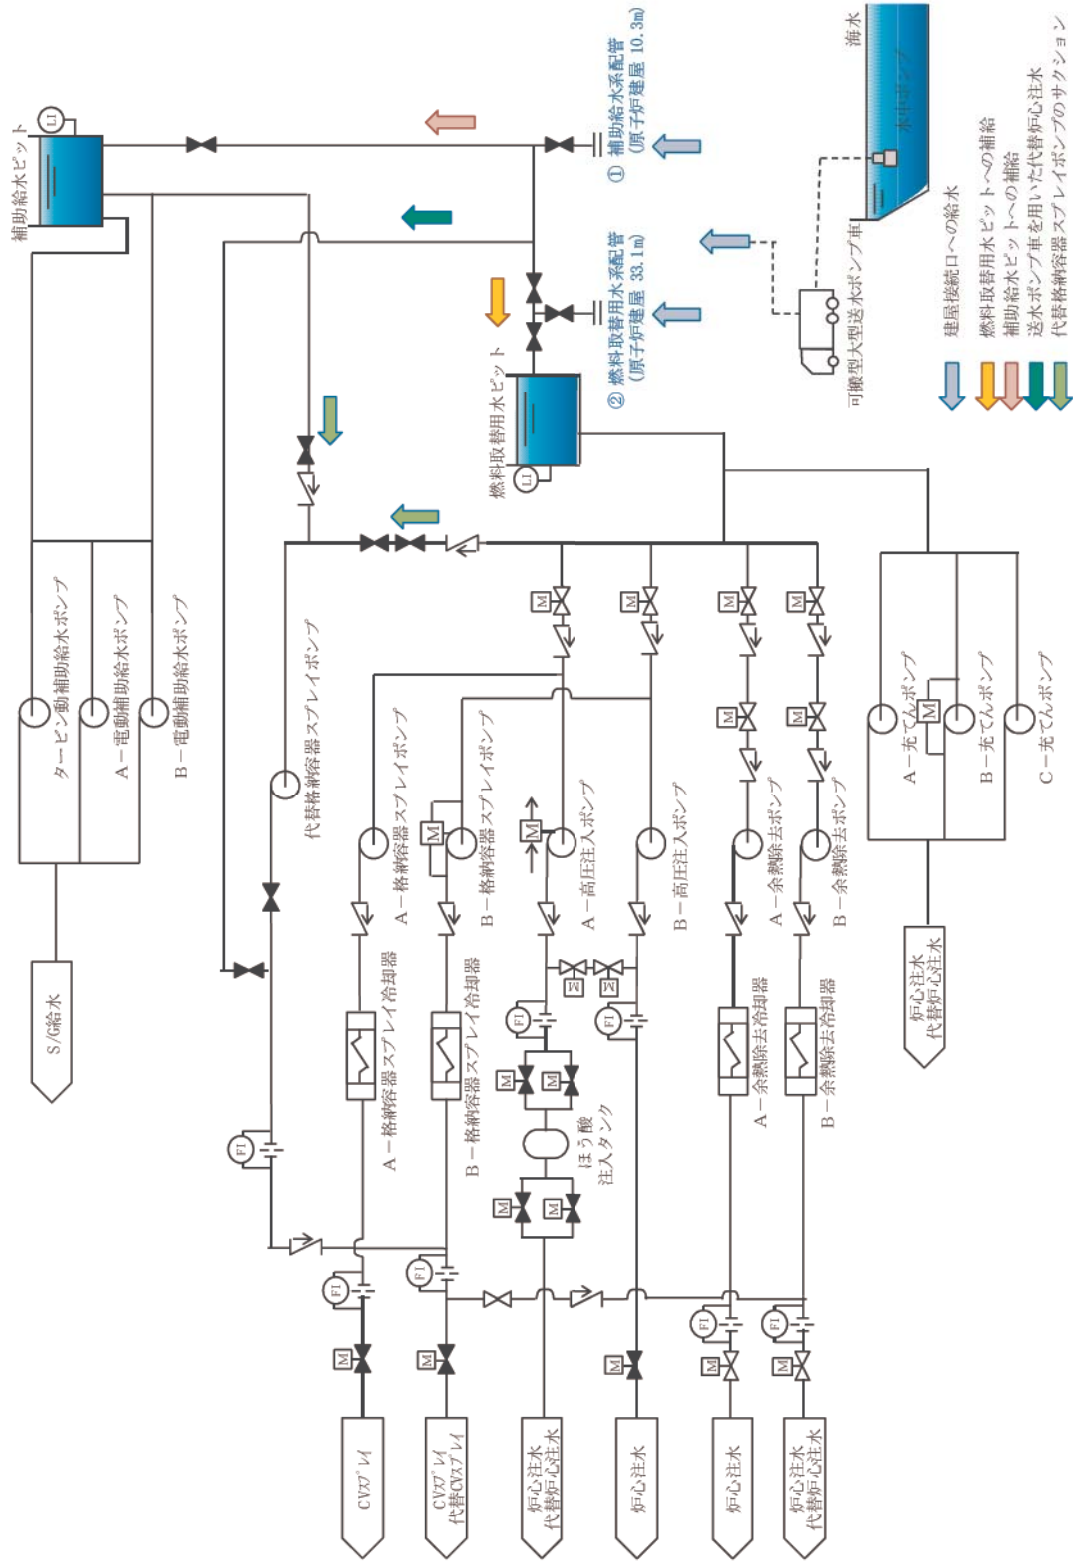 補助給水ピット
LI
① 補助給水系配管
(原子炉建屋 10.3m)
② 燃料取替用水系配管
(原子炉建屋 33.1m)
燃料取替用水ピット
LI
海水
水中ポンプ
可搬型大型送水ポンプ車
建屋接続口への給水
燃料取替用水ピットへの補給
補助給水ピットへの補給
送水ポンプ車を用いた代替炉心注水
代替格納容器スプレイポンプのサクション
タービン動補助給水ポンプ
A－電動補助給水ポンプ
B－電動補助給水ポンプ
S/G給水
代替格納容器スプレイポンプ
A－格納容器スプレイポンプ
B－格納容器スプレイポンプ
A－高圧注入ポンプ
B－高圧注入ポンプ
A－余熱除去ポンプ
B－余熱除去ポンプ
A－充てんポンプ
B－充てんポンプ
C－充てんポンプ
M
M
M
M
M
M
M
M
M
炉心注水
代替炉心注水
A－格納容器スプレイ冷却器
B－格納容器スプレイ冷却器
A－余熱除去冷却器
B－余熱除去冷却器
ほう酸
注入タンク
FI
FI
FI
FI
FI
FI
FI
M
M
M
M
M
M
M
M
M
M
M
CVスプレイ
CVスプレイ
代替CVスプレイ
炉心注水
代替炉心注水
炉心注水
炉心注水
炉心注水
代替炉心注水